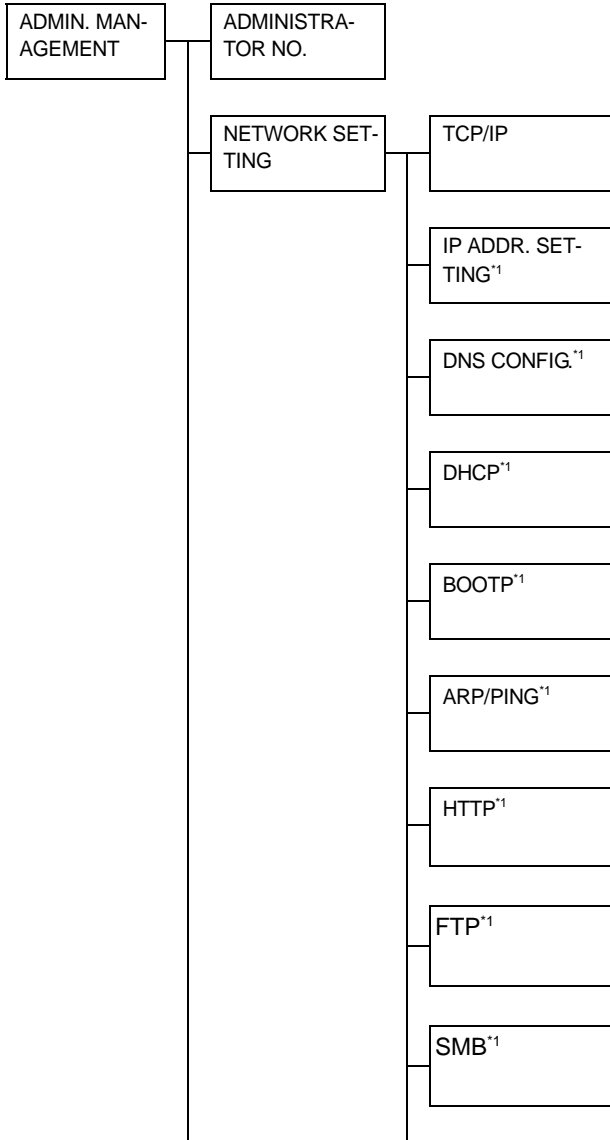 ADMIN. MAN-
AGEMENT
ADMINISTRA-
TOR NO.
NETWORK SET-
TING
TCP/IP
IP ADDR. SET-
TING*1
DNS CONFIG.*1
DHCP*1
BOOTP*1
ARP/PING*1
HTTP*1
FTP*1
SMB*1